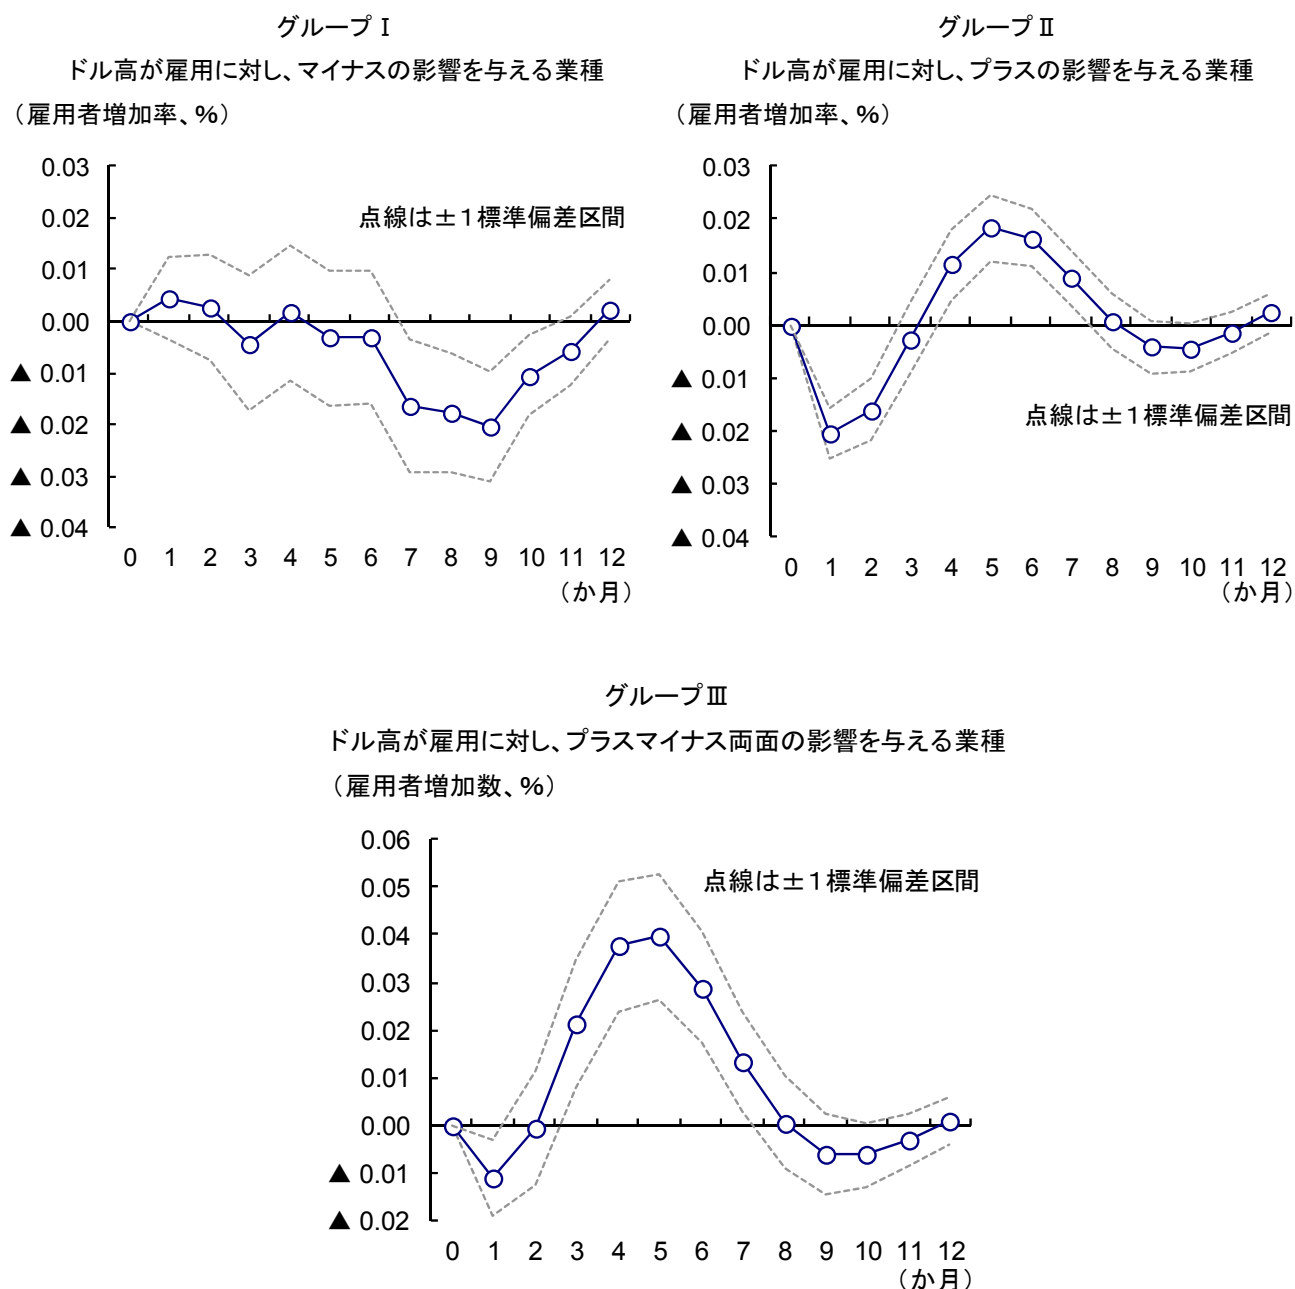 グループⅠ
ドル高が雇用に対し、マイナスの影響を与える業種
（雇用者増加率、%）
0.03
0.02
0.01
0.00
▲ 0.01
▲ 0.02
▲ 0.03
▲ 0.04
点線は±１標準偏差区間
0 1 2 3 4 5 6 7 8 9 10 11 12
（か月）
グループⅡ
ドル高が雇用に対し、プラスの影響を与える業種
（雇用者増加率、%）
0.03
0.02
0.01
0.00
▲ 0.01
▲ 0.02
▲ 0.03
▲ 0.04
点線は±１標準偏差区間
0 1 2 3 4 5 6 7 8 9 10 11 12
（か月）
グループⅢ
ドル高が雇用に対し、プラスマイナス両面の影響を与える業種
（雇用者増加数、%）
0.06
0.05
0.04
0.03
0.02
0.01
0.00
▲ 0.01
▲ 0.02
点線は±１標準偏差区間
0 1 2 3 4 5 6 7 8 9 10 11 12
（か月）